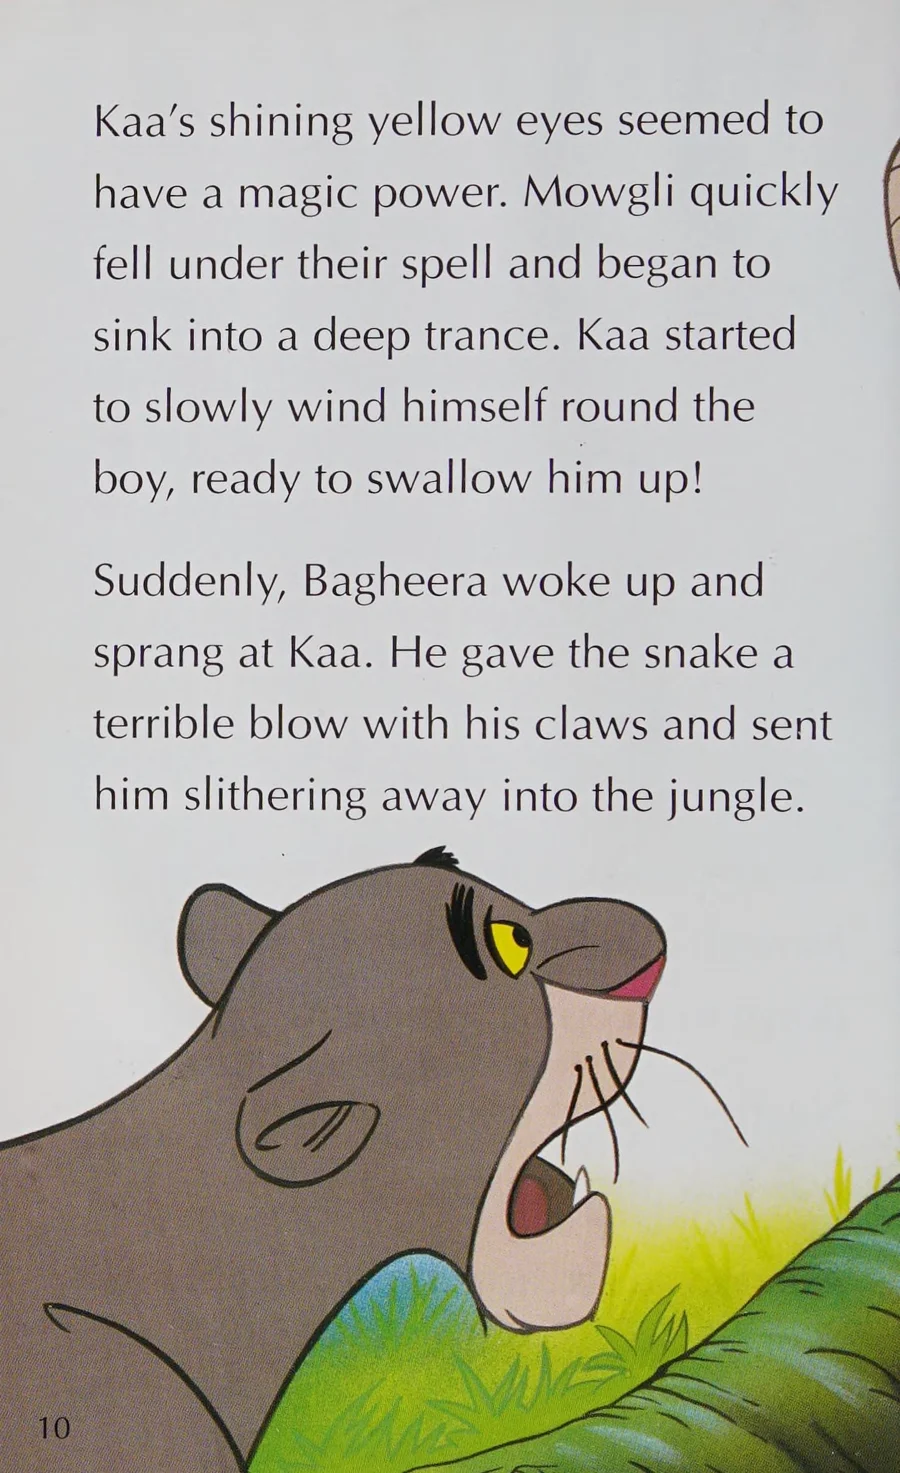 Kaa's shining yellow eyes seemed to
have a magic power. Mowgli quickly
fell under their spell and began to
sink into a deep trance. Kaa started
to slowly wind himself round the
boy, ready to swallow him up!
Suddenly, Bagheera woke up and
sprang at Kaa. He gave the snake a
terrible blow with his claws and sent
him slithering away into the jungle.
10